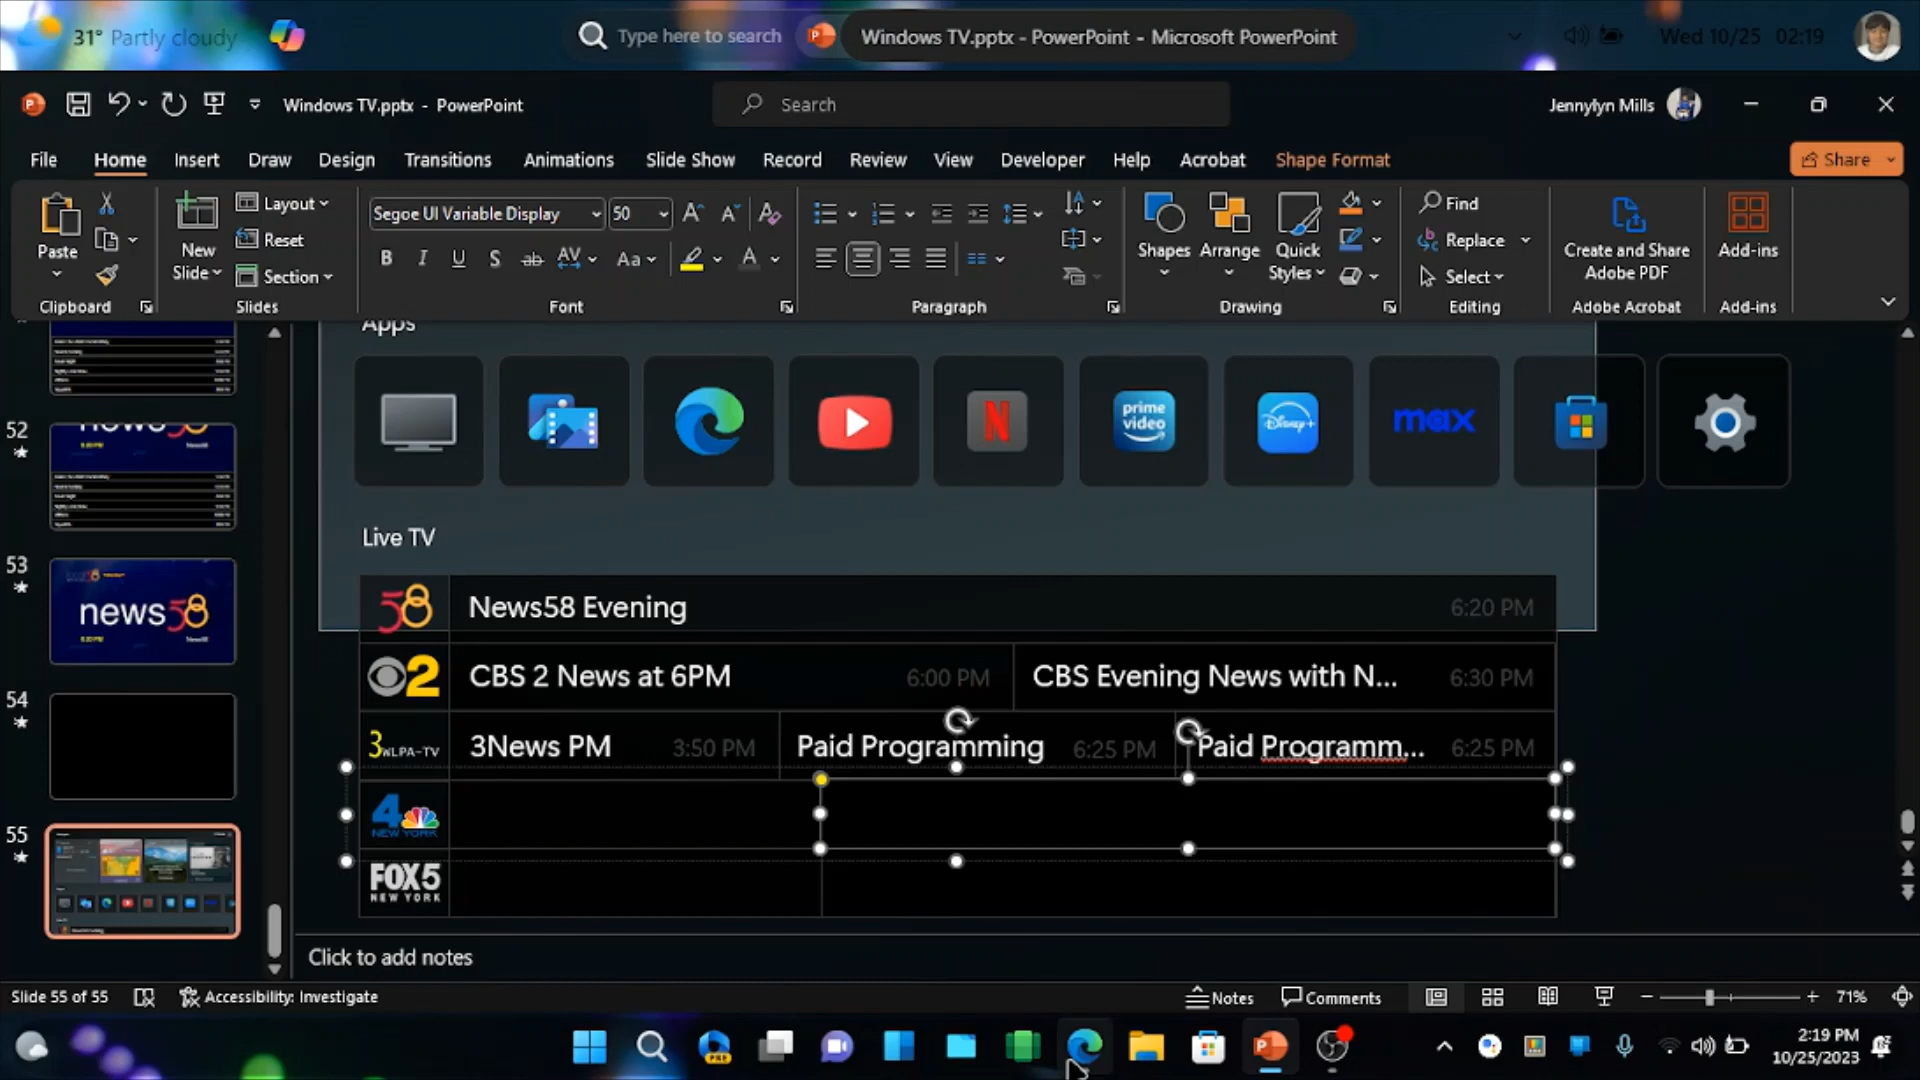 31° Partly cloudy
Type here to search
Windows TV.pptx - PowerPoint - Microsoft PowerPoint
Wed 10/25 02:19
Windows TV.pptx - PowerPoint
Search
Jennylyn Mills
File Home Insert Draw Design Transitions Animations Slide Show Record Review View Developer Help Acrobat Shape Format
Share
Paste
Clipboard
New
Slide
Layout
Reset
Section
Slides
Segoe UI Variable Display
50
Font
Paragraph
Shapes
Arrange
Quick
Styles
Drawing
Find
Replace
Select
Editing
Create and Share
Adobe PDF
Adobe Acrobat
Add-ins
Add-ins
52
53
news58
54
55
Apps
N
prime
video
Disney+
max
Live TV
58
News58 Evening
6:20 PM
2
CBS 2 News at 6PM
6:00 PM
CBS Evening News with N...
6:30 PM
3WLPA-TV
3News PM
3:50 PM
Paid Programming
6:25 PM
Paid Programm...
6:25 PM
4
NEW YORK
FOX5
NEW YORK
Click to add notes
Slide 55 of 55
Accessibility: Investigate
Notes
Comments
71%
2:19 PM
10/25/2023